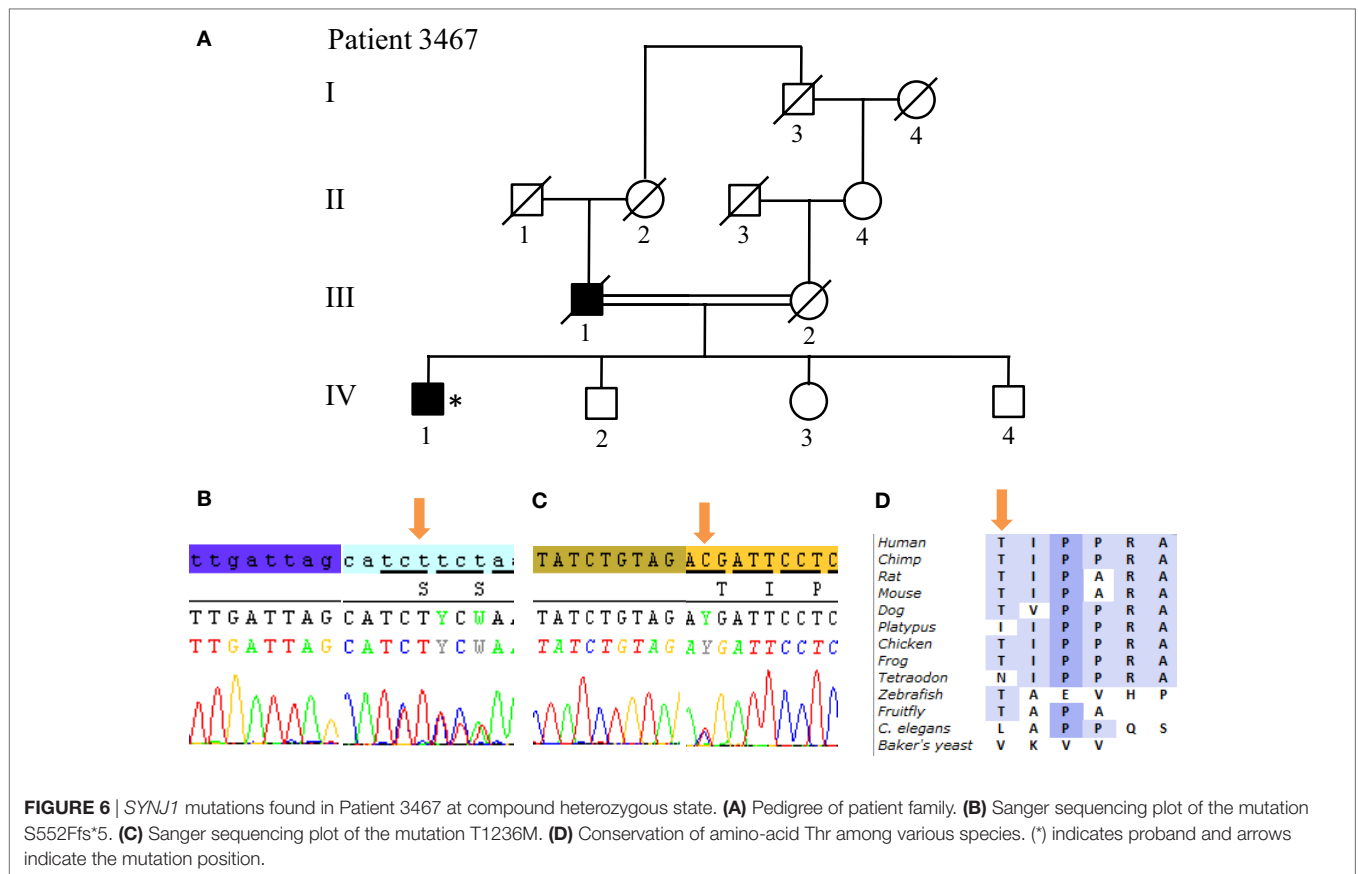 A Patient 3467
I
3 4
II
1 2 3 4
III
1 2
IV
*
1 2 3 4
B
ttgattag catcttctaa
S S
TTGATTAG CATCTYCWA
TTGATTAG CATCTYCWA
C
TATCTGTAG ACGATTCCTC
T I P
TATCTGTAG AYGATTCCTC
TATCTGTAG AYGATTCCTC
D
Human T I P P R A
Chimp T I P P R A
Rat T I P A R A
Mouse T I P A R A
Dog T V P P R A
Platypus I I P P R A
Chicken T I P P R A
Frog T I P P R A
Tetraodon N I P P R A
Zebrafish T A E V H P
Fruitfly T A P A
C. elegans L A P P Q S
Baker's yeast V K V V
FIGURE 6 | SYNJ1 mutations found in Patient 3467 at compound heterozygous state. (A) Pedigree of patient family. (B) Sanger sequencing plot of the mutation
S552Ffs*5. (C) Sanger sequencing plot of the mutation T1236M. (D) Conservation of amino-acid Thr among various species. (*) indicates proband and arrows
indicate the mutation position.